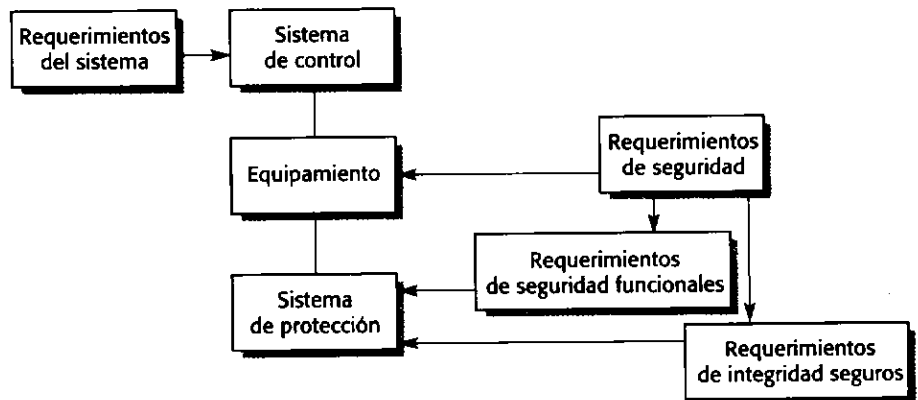 Requerimientos
del sistema
Sistema
de control
Equipamiento
Requerimientos
de seguridad
Requerimientos
de seguridad funcionales
Sistema
de protección
Requerimientos
de integridad seguros